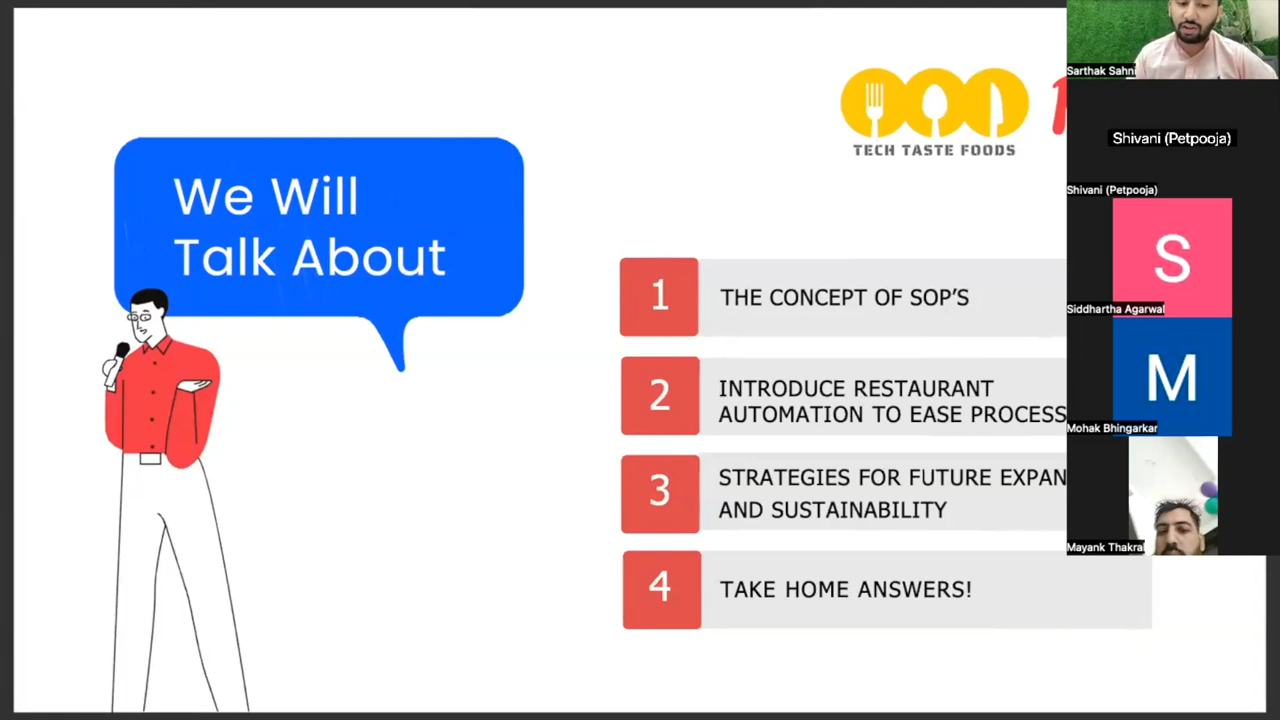 We Will
Talk About
TECH TASTE FOODS
1
THE CONCEPT OF SOP'S
2
INTRODUCE RESTAURANT
AUTOMATION TO EASE PROCESS
3
STRATEGIES FOR FUTURE EXPAN
AND SUSTAINABILITY
4
TAKE HOME ANSWERS!
Sarthak Sahni
Shivani (Petpooja)
Shivani (Petpooja)
S
Siddhartha Agarwal
M
Mohak Bhingarkar
Mayank Thakral